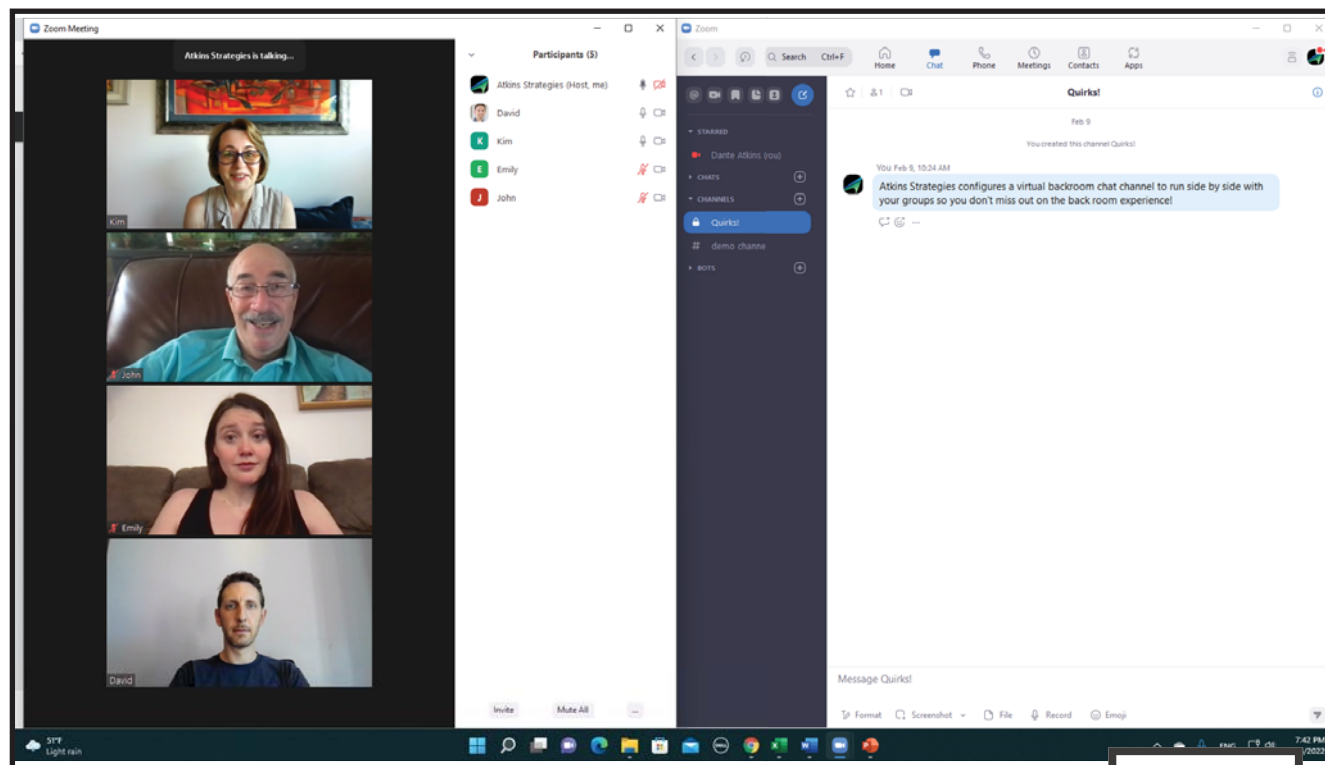 Zoom Meeting
Atkins Strategies is talking...
Kim
John
Emily
David
Participants (5)
Atkins Strategies (Host, me)
David
K Kim
E Emily
J John
Invite Mute All ...
Zoom
Search Ctrl+F
Home Chat Phone Meetings Contacts Apps
STARRED
Dante Atkins (you)
CHATS
CHANNELS
Quirks!
# demo channe
BOTS
1
Quirks!
Feb 9
You created this channel Quirks!
You Feb 9, 10:24 AM
Atkins Strategies configures a virtual backroom chat channel to run side by side with
your groups so you don't miss out on the back room experience!
Message Quirks!
Format Screenshot File Record Emoji
51°F
Light rain
DELL
ENG
7:42 PM
/2022